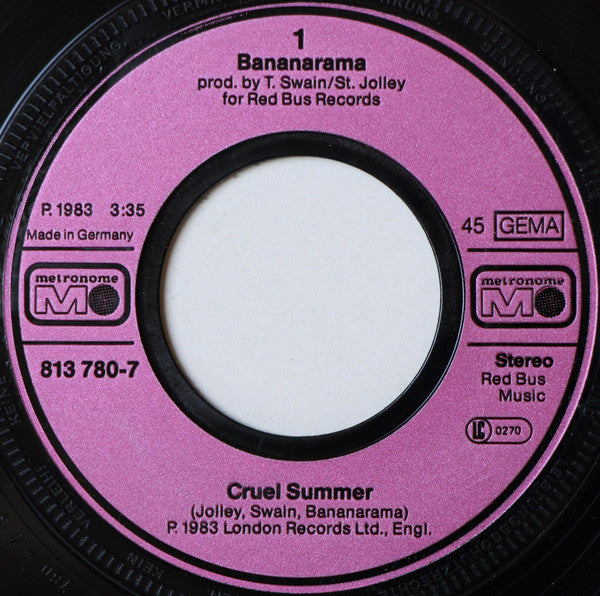 1
Bananarama
prod. by T. Swain/St. Jolley
for Red Bus Records
P. 1983 3:35
Made in Germany
metronome
M
813 780-7
45 GEMA
metronome
M
Stereo
Red Bus
Music
LC 0270
Cruel Summer
(Jolley, Swain, Bananarama)
P. 1983 London Records Ltd., Engl.
VERVIELFÄLTIGUNG